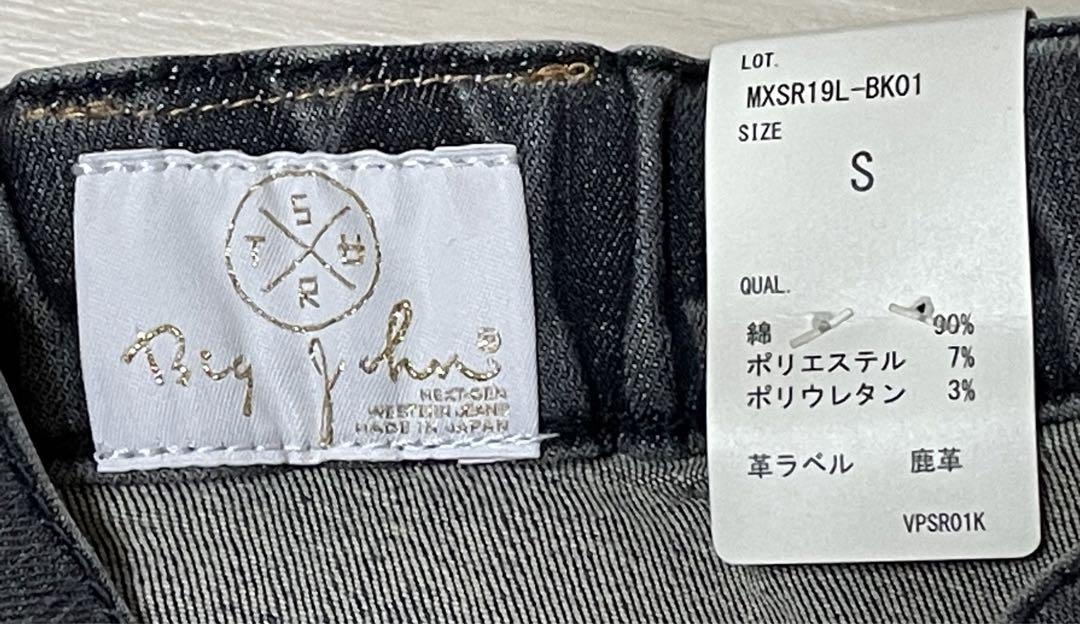 S
T H
R
Big John
NEXT-GEN
WESTERN JEANS
MADE IN JAPAN
LOT.
MXSR19L-BK01
SIZE
S
QUAL.
綿 90%
ポリエステル 7%
ポリウレタン 3%
革ラベル 鹿革
VPSR01K